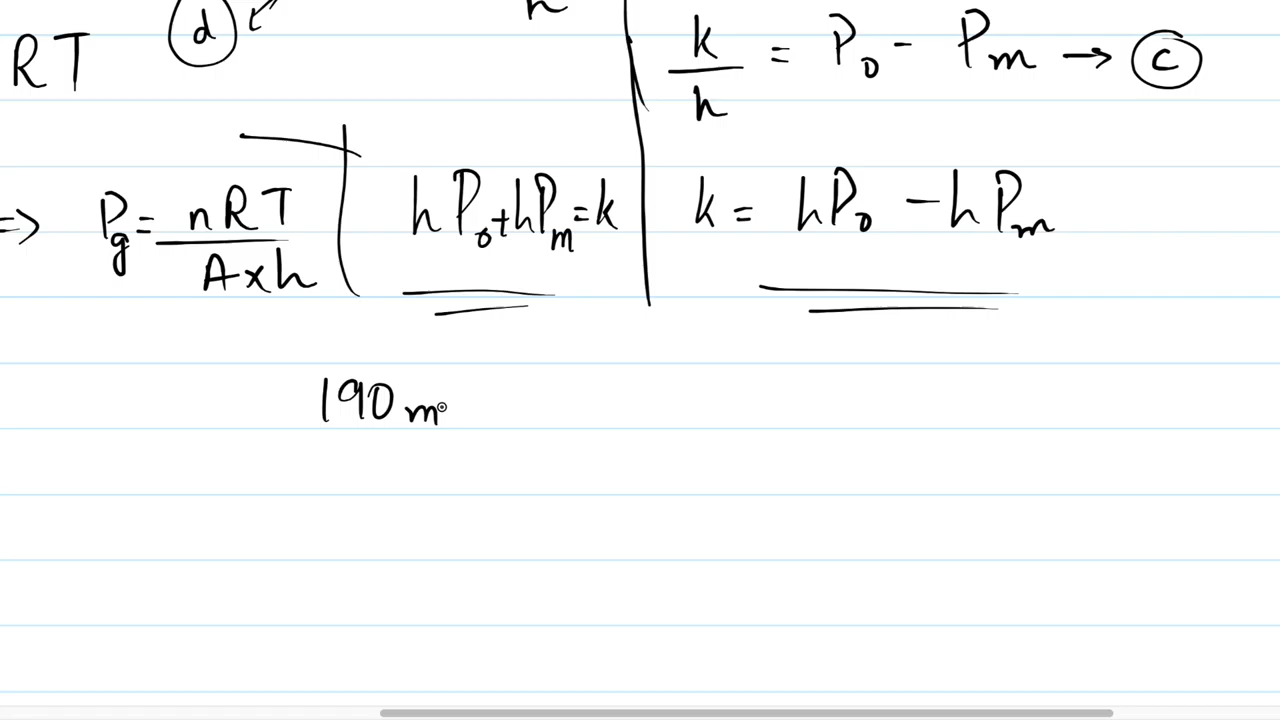 RT (d)
k/h = P₀ - Pm → (c)
=> Pg = nRT / A x h
hP₀ + hPm = k
k = hP₀ - hPm
190 m